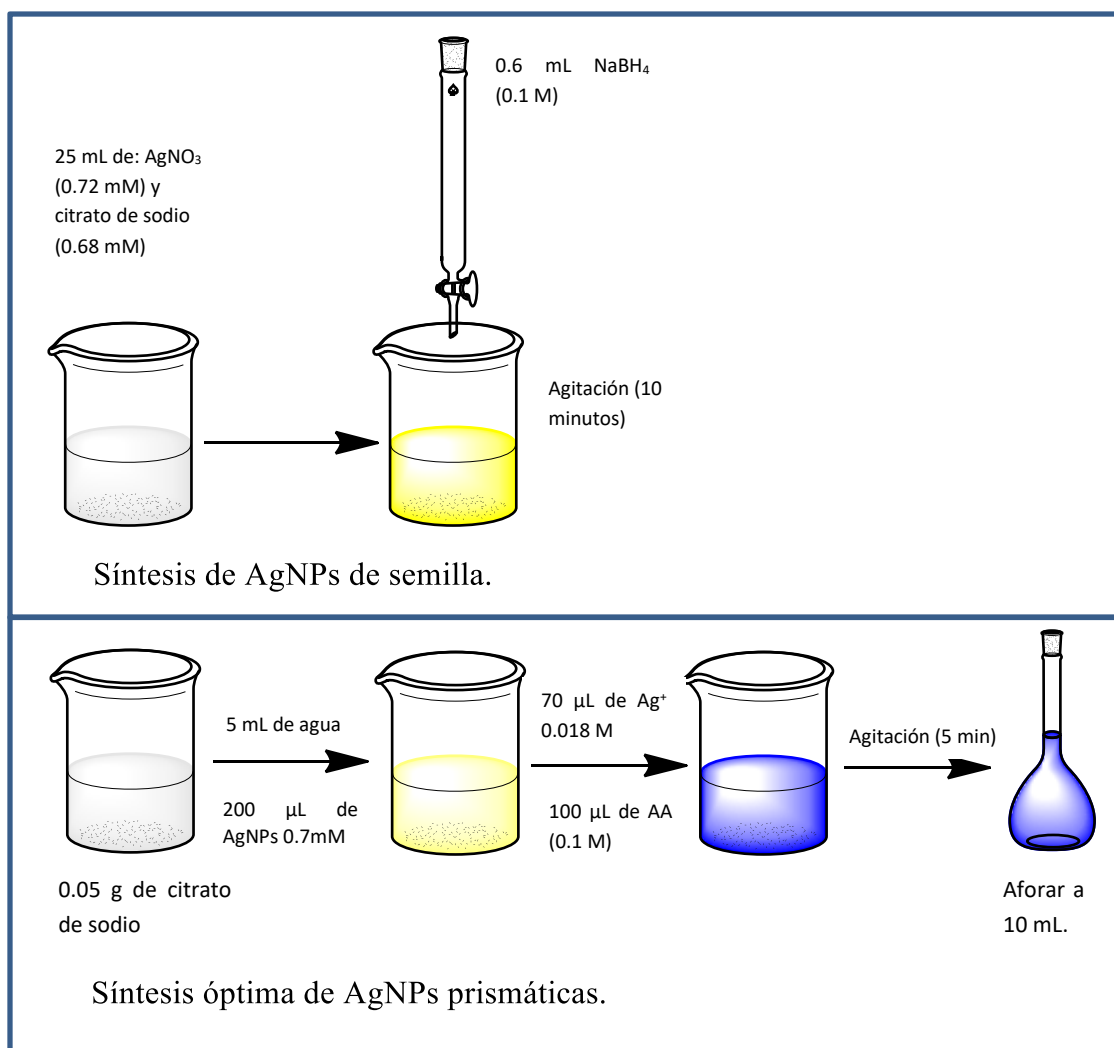 0.6 mL NaBH₄
(0.1 M)
25 mL de: AgNO₃
(0.72 mM) y
citrato de sodio
(0.68 mM)
Agitación (10
minutos)
Síntesis de AgNPs de semilla.
5 mL de agua
200 µL de
AgNPs 0.7mM
70 µL de Ag⁺
0.018 M
100 µL de AA
(0.1 M)
Agitación (5 min)
0.05 g de citrato
de sodio
Aforar a
10 mL.
Síntesis óptima de AgNPs prismáticas.